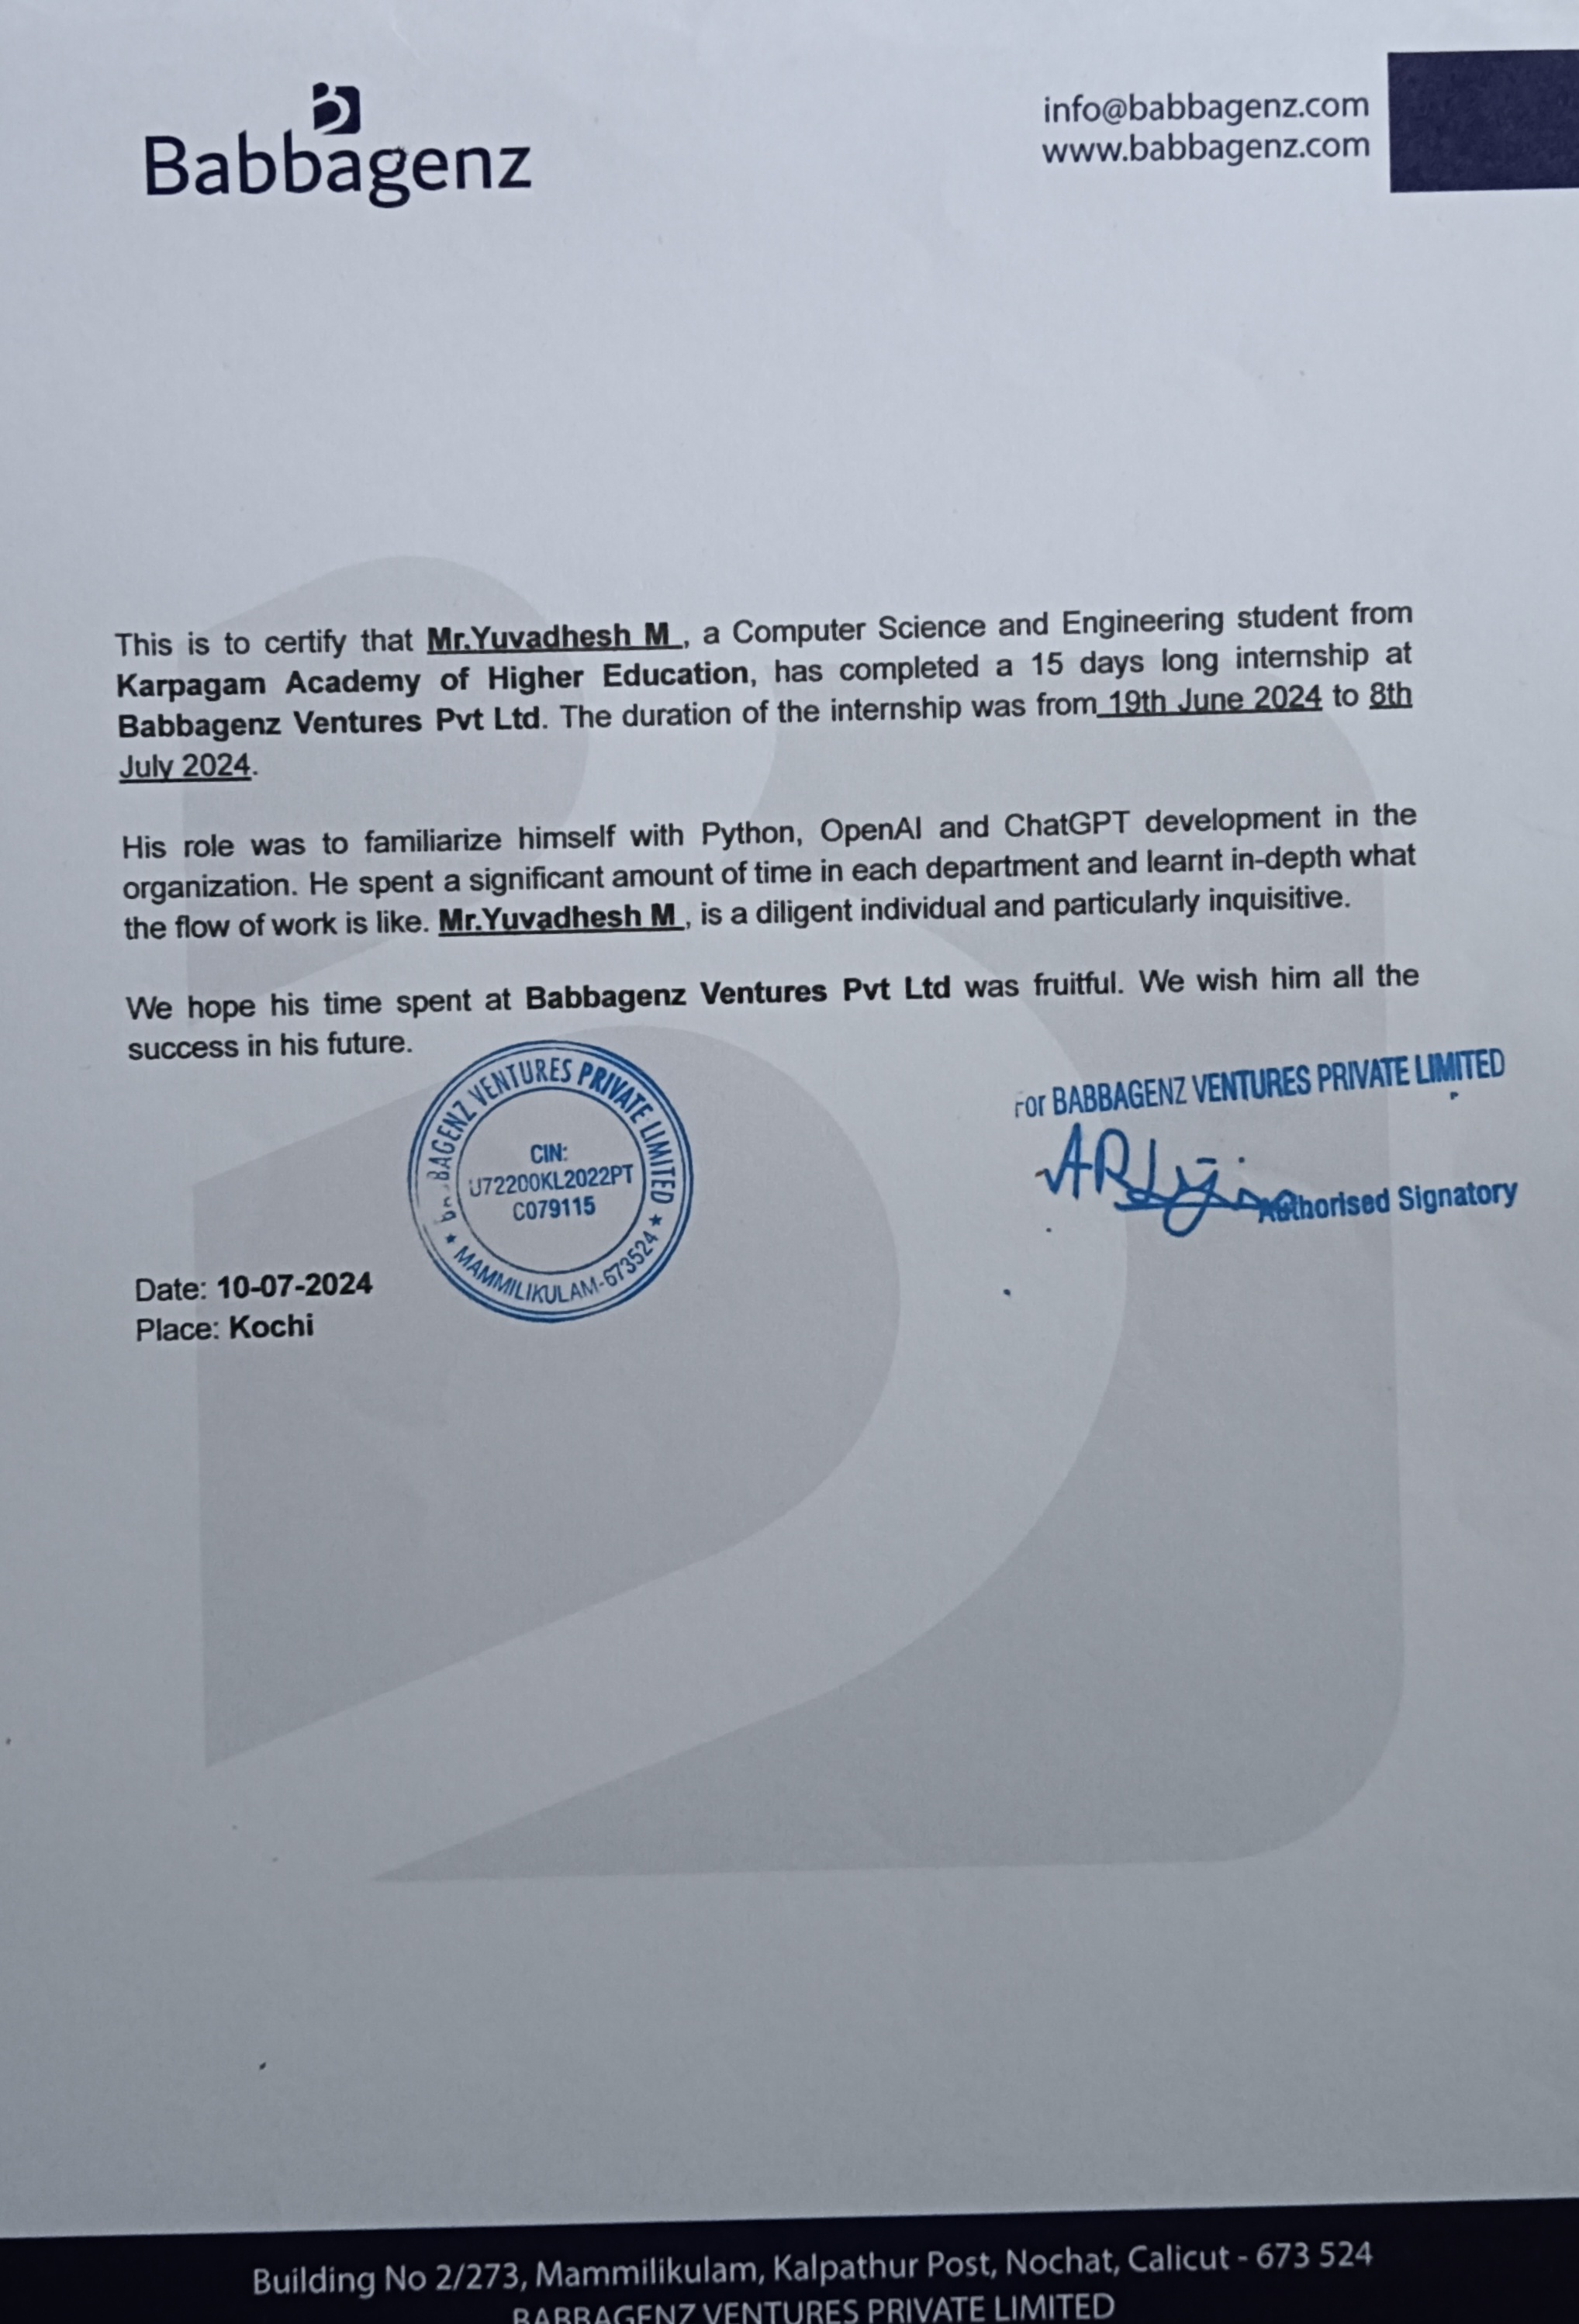 Babbagenz
info@babbagenz.com
www.babbagenz.com
This is to certify that Mr.Yuvadhesh M , a Computer Science and Engineering student from
Karpagam Academy of Higher Education, has completed a 15 days long internship at
Babbagenz Ventures Pvt Ltd. The duration of the internship was from 19th June 2024 to 8th
July 2024.
His role was to familiarize himself with Python, OpenAI and ChatGPT development in the
organization. He spent a significant amount of time in each department and learnt in-depth what
the flow of work is like. Mr.Yuvadhesh M , is a diligent individual and particularly inquisitive.
We hope his time spent at Babbagenz Ventures Pvt Ltd was fruitful. We wish him all the
success in his future.
VENTURES PRIVATE LIMITED
CIN:
U72200KL2022PT
C079115
★ MAMMILIKULAM-673524 ★
For BABBAGENZ VENTURES PRIVATE LIMITED
Authorised Signatory
Date: 10-07-2024
Place: Kochi
Building No 2/273, Mammilikulam, Kalpathur Post, Nochat, Calicut - 673 524
BABBAGENZ VENTURES PRIVATE LIMITED